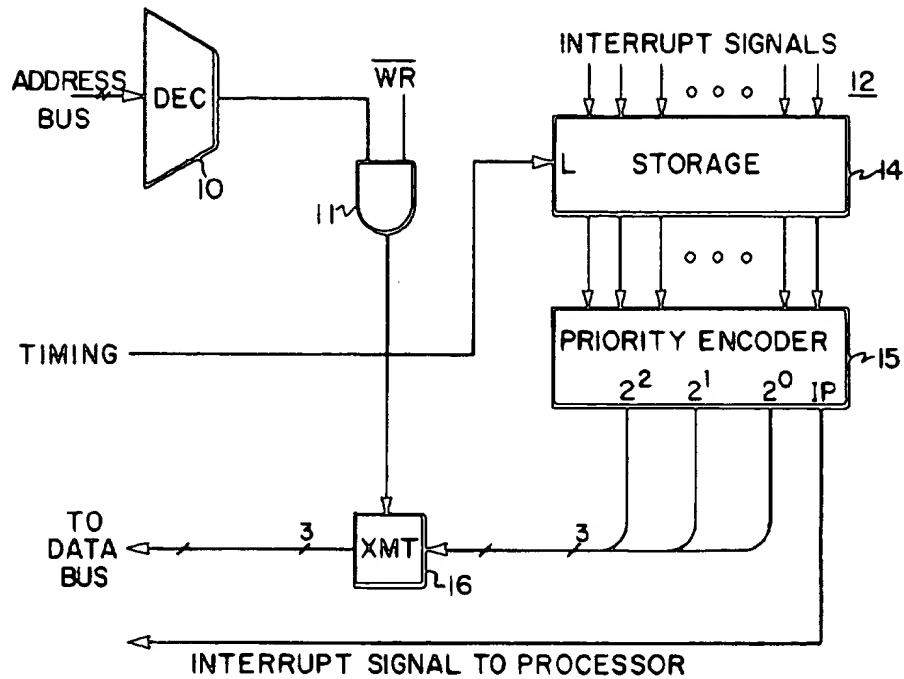 INTERRUPT SIGNALS
ADDRESS
BUS
DEC
10
W̅R̅
11
12
L STORAGE
14
PRIORITY ENCODER
2² 2¹ 2⁰ IP
15
TIMING
TO
DATA
BUS
3
XMT
16
3
INTERRUPT SIGNAL TO PROCESSOR